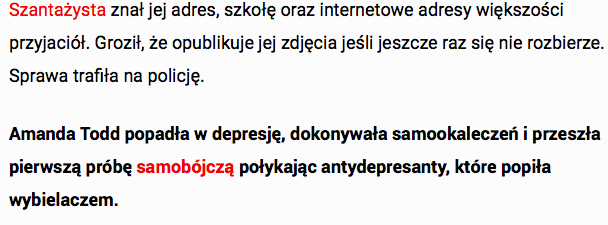 Szantażysta znał jej adres, szkołę oraz internetowe adresy większości
przyjaciół. Groził, że opublikuje jej zdjęcia jeśli jeszcze raz się nie rozbierze.
Sprawa trafiła na policję.
Amanda Todd popadła w depresję, dokonywała samookaleczeń i przeszła
pierwszą próbę samobójczą połykając antydepresanty, które popiła
wybielaczem.